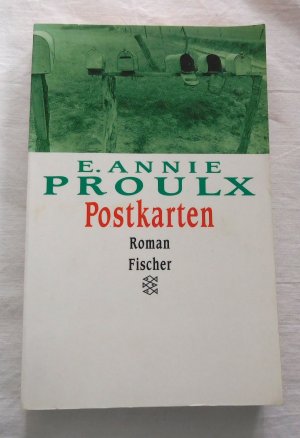 E. ANNIE
PROULX
Postkarten
Roman
Fischer